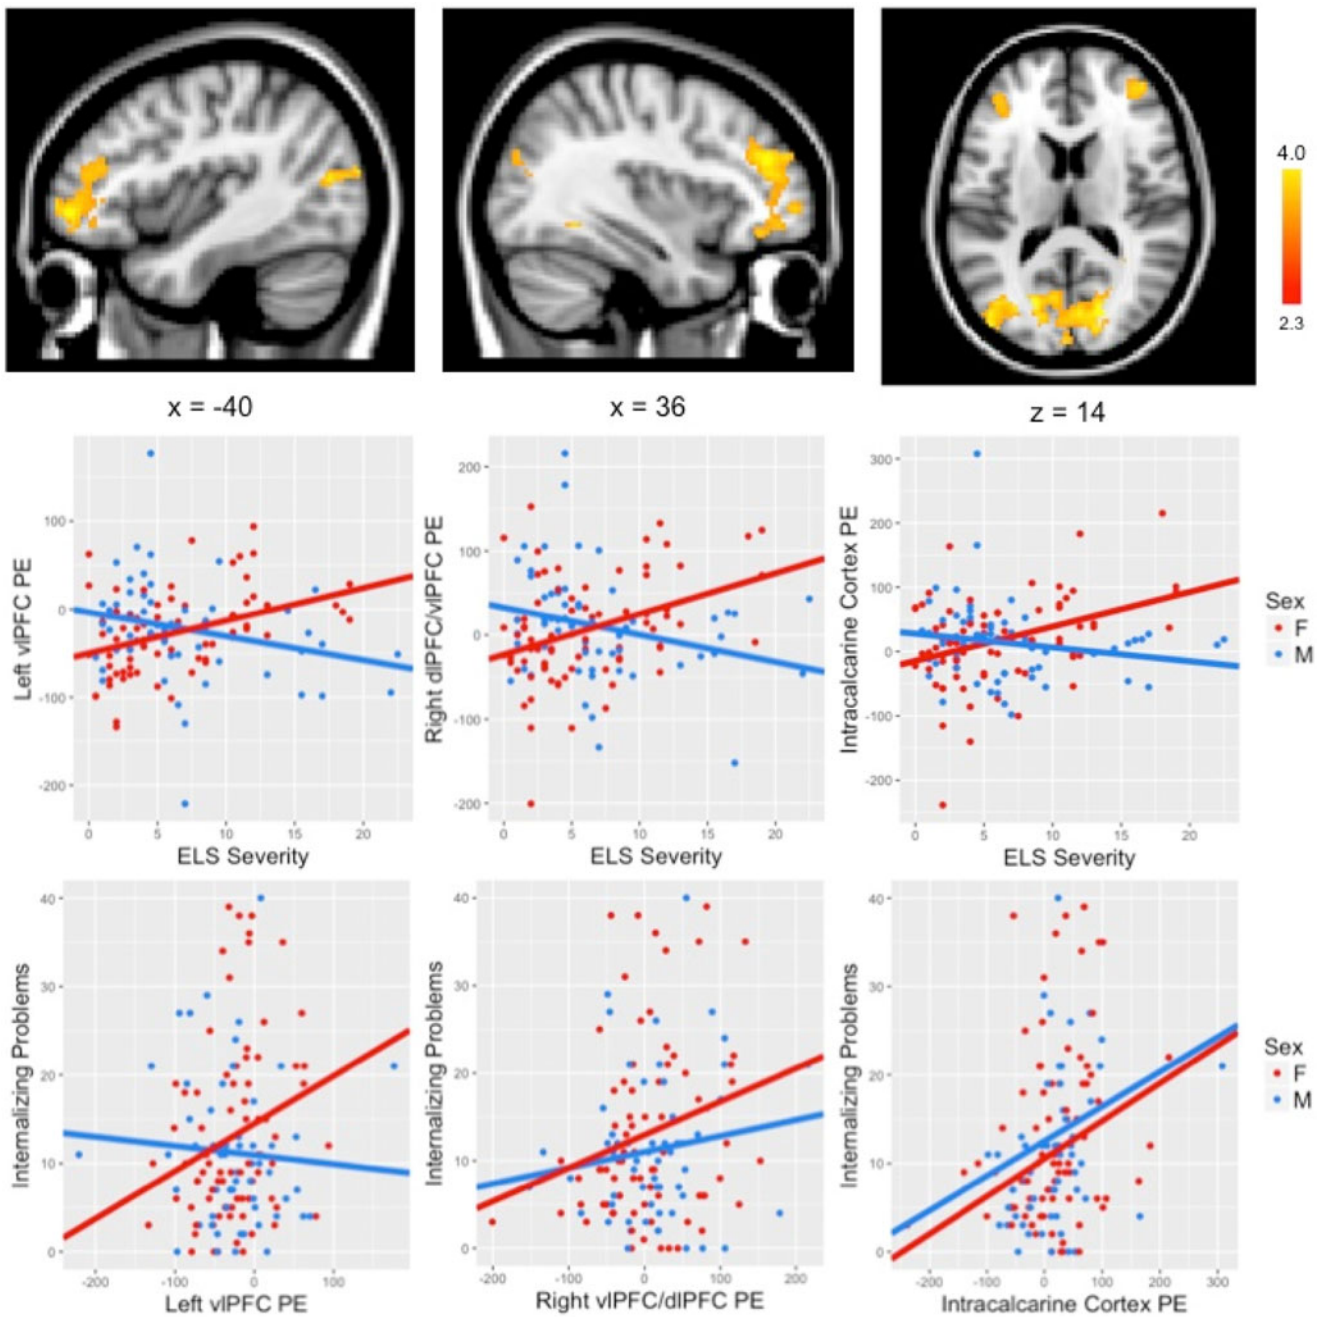 4.0
2.3
x = -40
x = 36
z = 14
Left vlPFC PE
100
0
-100
-200
0 5 10 15 20
ELS Severity
Right dlPFC/vlPFC PE
200
100
0
-100
-200
0 5 10 15 20
ELS Severity
Intracalcarine Cortex PE
300
200
100
0
-100
-200
0 5 10 15 20
ELS Severity
Sex
F
M
Internalizing Problems
40
30
20
10
0
-200 -100 0 100
Left vlPFC PE
Internalizing Problems
40
30
20
10
0
-200 -100 0 100 200
Right vlPFC/dlPFC PE
Internalizing Problems
40
30
20
10
0
-200 -100 0 100 200 300
Intracalcarine Cortex PE
Sex
F
M